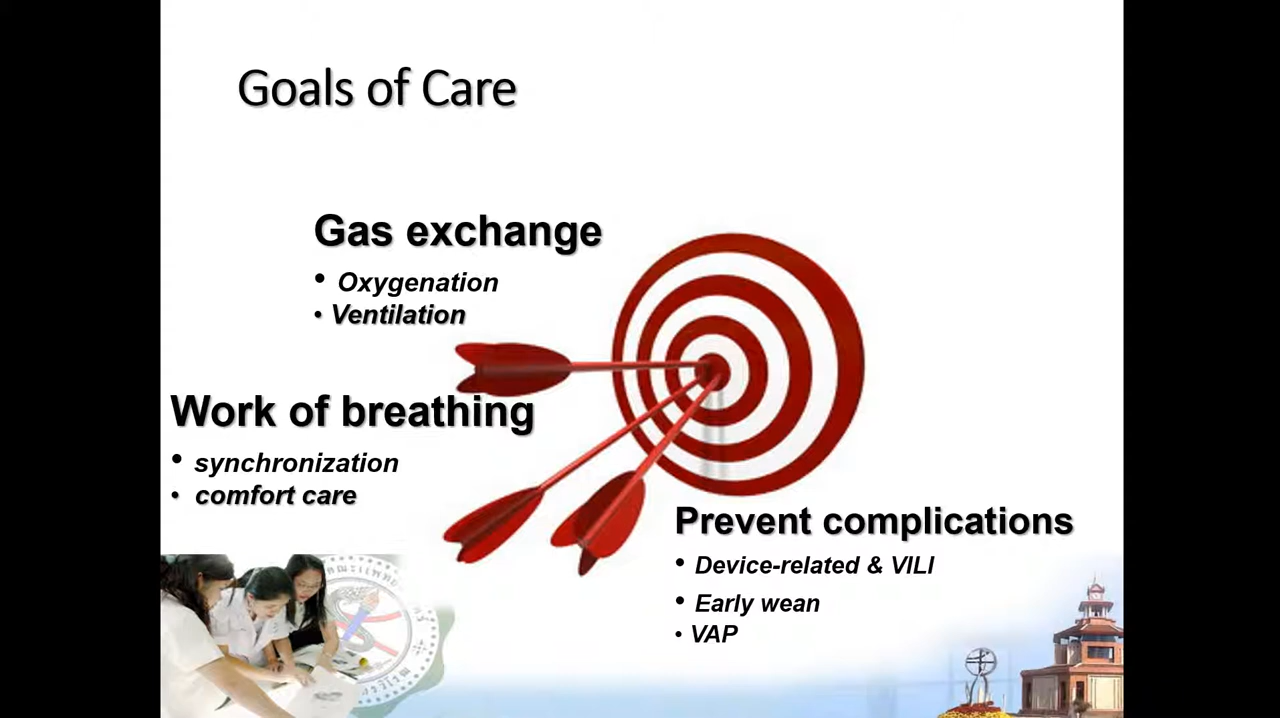 Goals of Care
Gas exchange
• Oxygenation
• Ventilation
Work of breathing
• synchronization
• comfort care
Prevent complications
• Device-related & VILI
• Early wean
• VAP